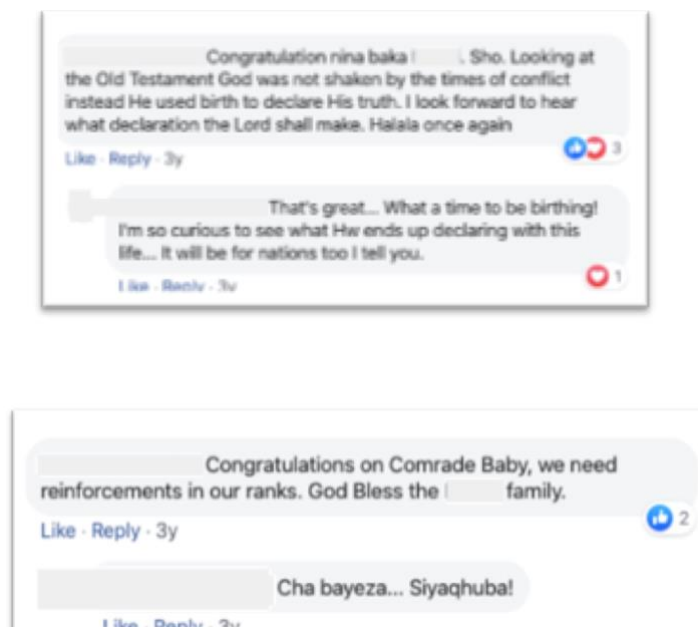 Congratulation nina baka . Sho. Looking at
the Old Testament God was not shaken by the times of conflict
instead He used birth to declare His truth. I look forward to hear
what declaration the Lord shall make. Halala once again
3
Like · Reply · 3y
That's great... What a time to be birthing!
I'm so curious to see what Hw ends up declaring with this
life... It will be for nations too I tell you.
1
Like · Reply · 3y
Congratulations on Comrade Baby, we need
reinforcements in our ranks. God Bless the family.
2
Like · Reply · 3y
Cha bayeza... Siyaqhuba!
Like · Reply · 3y